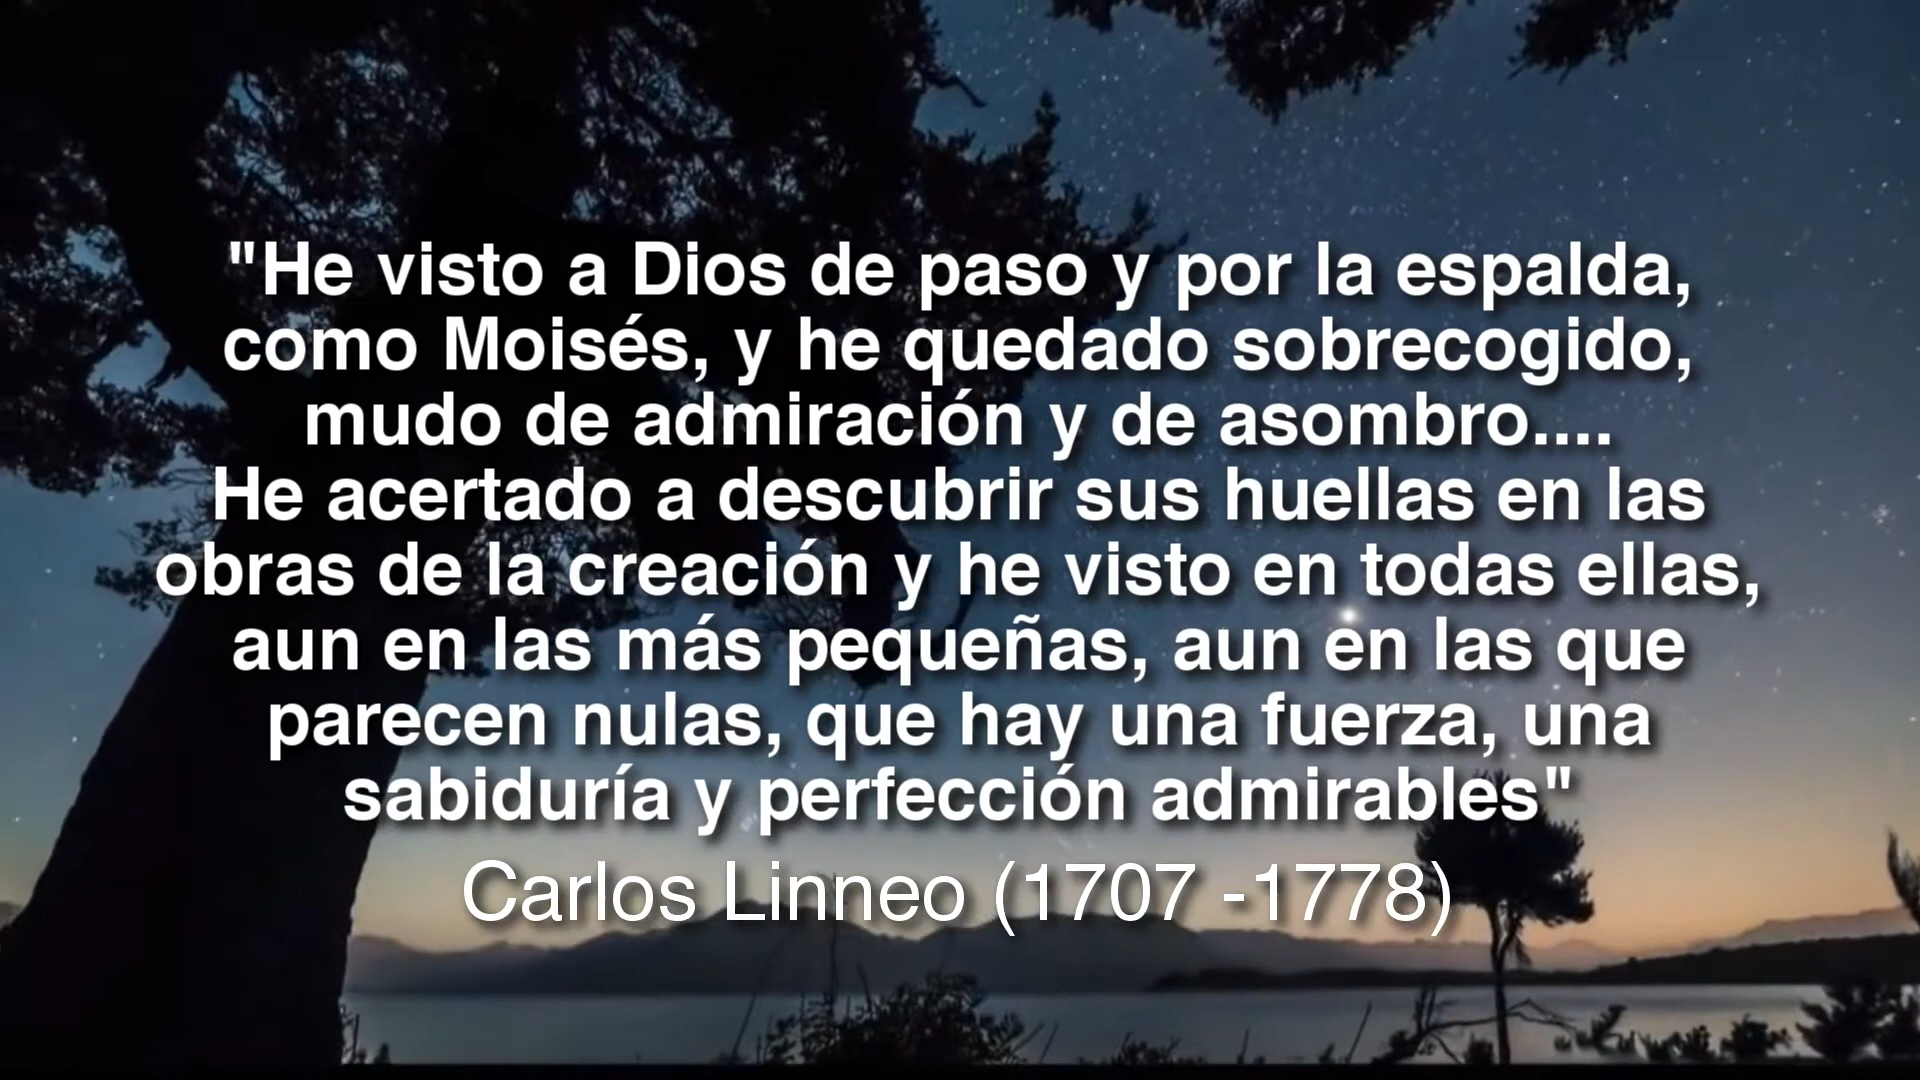 "He visto a Dios de paso y por la espalda,
como Moisés, y he quedado sobrecogido,
mudo de admiración y de asombro....
He acertado a descubrir sus huellas en las
obras de la creación y he visto en todas ellas,
aun en las más pequeñas, aun en las que
parecen nulas, que hay una fuerza, una
sabiduría y perfección admirables"
Carlos Linneo (1707 -1778)